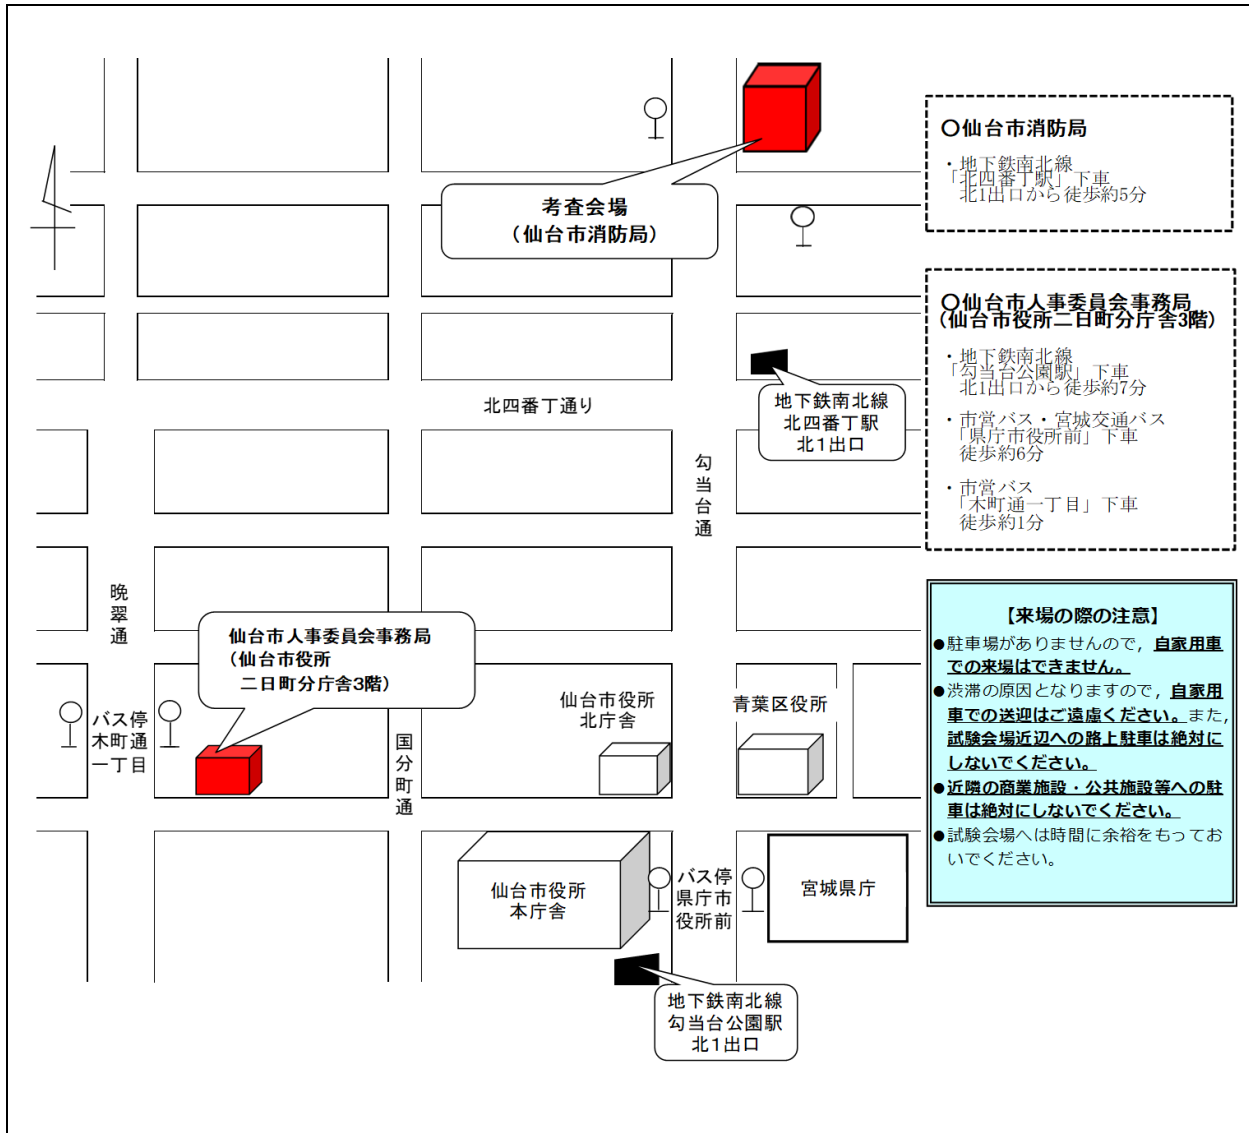 考査会場
（仙台市消防局）
〇仙台市消防局
・地下鉄南北線
「北四番丁駅」下車
北1出口から徒歩約5分
〇仙台市人事委員会事務局
（仙台市役所二日町分庁舎3階）
・地下鉄南北線
「勾当台公園駅」下車
北1出口から徒歩約7分
・市営バス・宮城交通バス
「県庁市役所前」下車
徒歩約6分
・市営バス
「木町通一丁目」下車
徒歩約1分
北四番丁通り
地下鉄南北線
北四番丁駅
北1出口
勾当台通
晩翠通
仙台市人事委員会事務局
（仙台市役所
二日町分庁舎3階）
バス停
木町通
一丁目
国分町通
仙台市役所
北庁舎
青葉区役所
仙台市役所
本庁舎
バス停
県庁市
役所前
宮城県庁
地下鉄南北線
勾当台公園駅
北1出口
【来場の際の注意】
●駐車場がありませんので，自家用車
での来場はできません。
●渋滞の原因となりますので，自家用
車での送迎はご遠慮ください。また，
試験会場近辺への路上駐車は絶対に
しないでください。
●近隣の商業施設・公共施設等への駐
車は絶対にしないでください。
●試験会場へは時間に余裕をもってお
いでください。